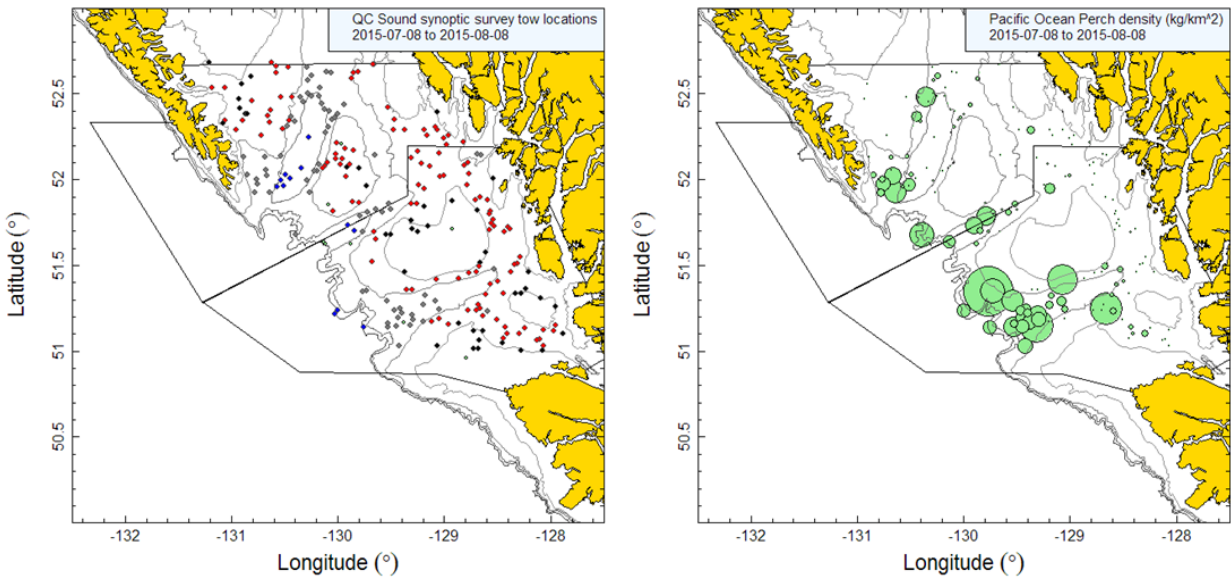 QC Sound synoptic survey tow locations
2015-07-08 to 2015-08-08
52.5
52
51.5
51
50.5
Latitude (°)
-132
-131
-130
-129
-128
Longitude (°)
Pacific Ocean Perch density (kg/km^2)
2015-07-08 to 2015-08-08
52.5
52
51.5
51
50.5
Latitude (°)
-132
-131
-130
-129
-128
Longitude (°)